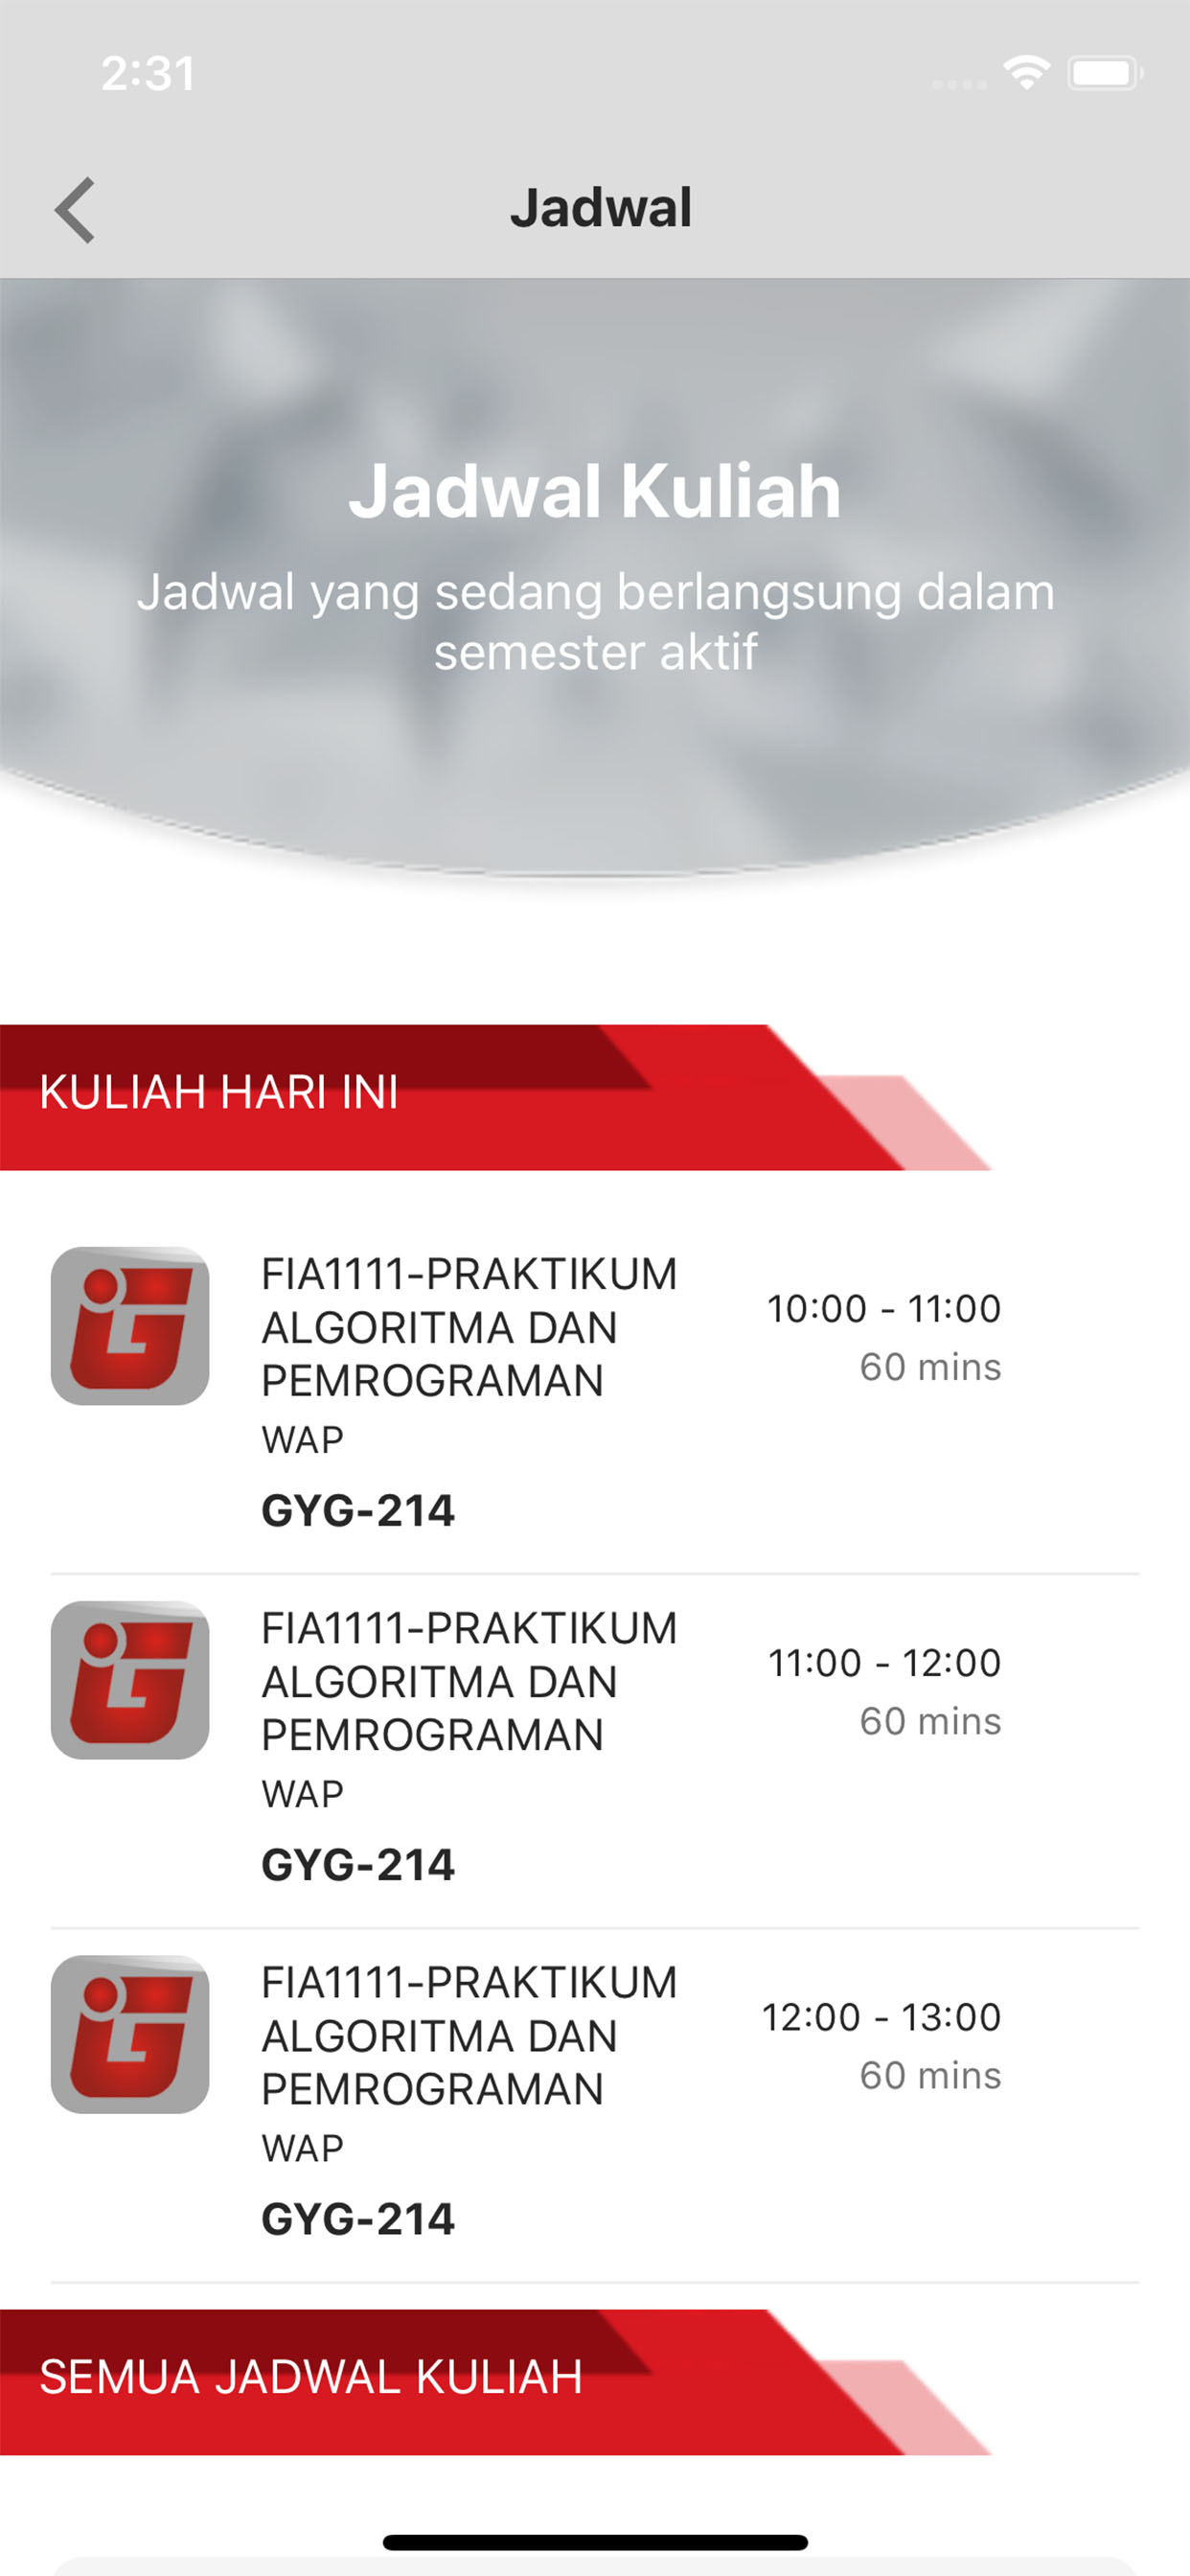 2:31
Jadwal
Jadwal Kuliah
Jadwal yang sedang berlangsung dalam
semester aktif
KULIAH HARI INI
FIA1111-PRAKTIKUM
ALGORITMA DAN
PEMROGRAMAN
WAP
GYG-214
10:00 - 11:00
60 mins
FIA1111-PRAKTIKUM
ALGORITMA DAN
PEMROGRAMAN
WAP
GYG-214
11:00 - 12:00
60 mins
FIA1111-PRAKTIKUM
ALGORITMA DAN
PEMROGRAMAN
WAP
GYG-214
12:00 - 13:00
60 mins
SEMUA JADWAL KULIAH